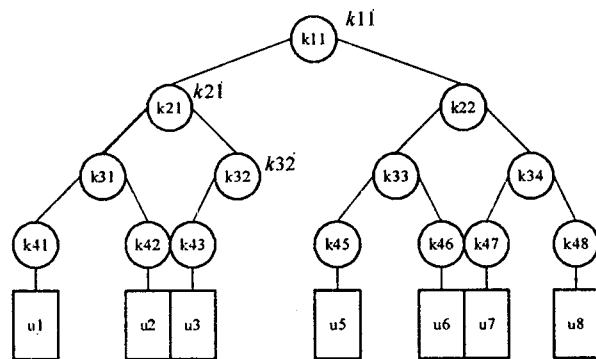 k11 k11'
k21 k21' k22
k31 k32 k32' k33 k34
k41 k42 k43 k45 k46 k47 k48
u1 u2 u3 u5 u6 u7 u8